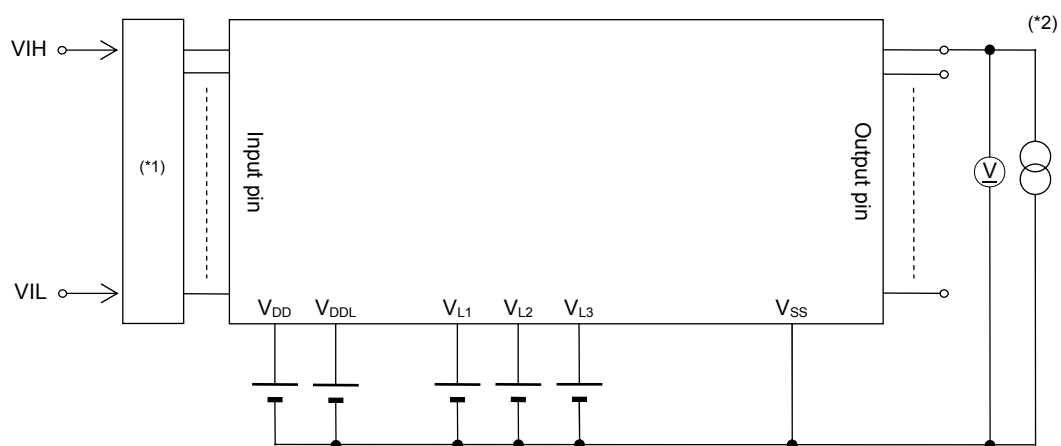 (*2)
VIH
(*1)
Input pin
Output pin
V
VIL
VDD
VDDL
VL1
VL2
VL3
VSS